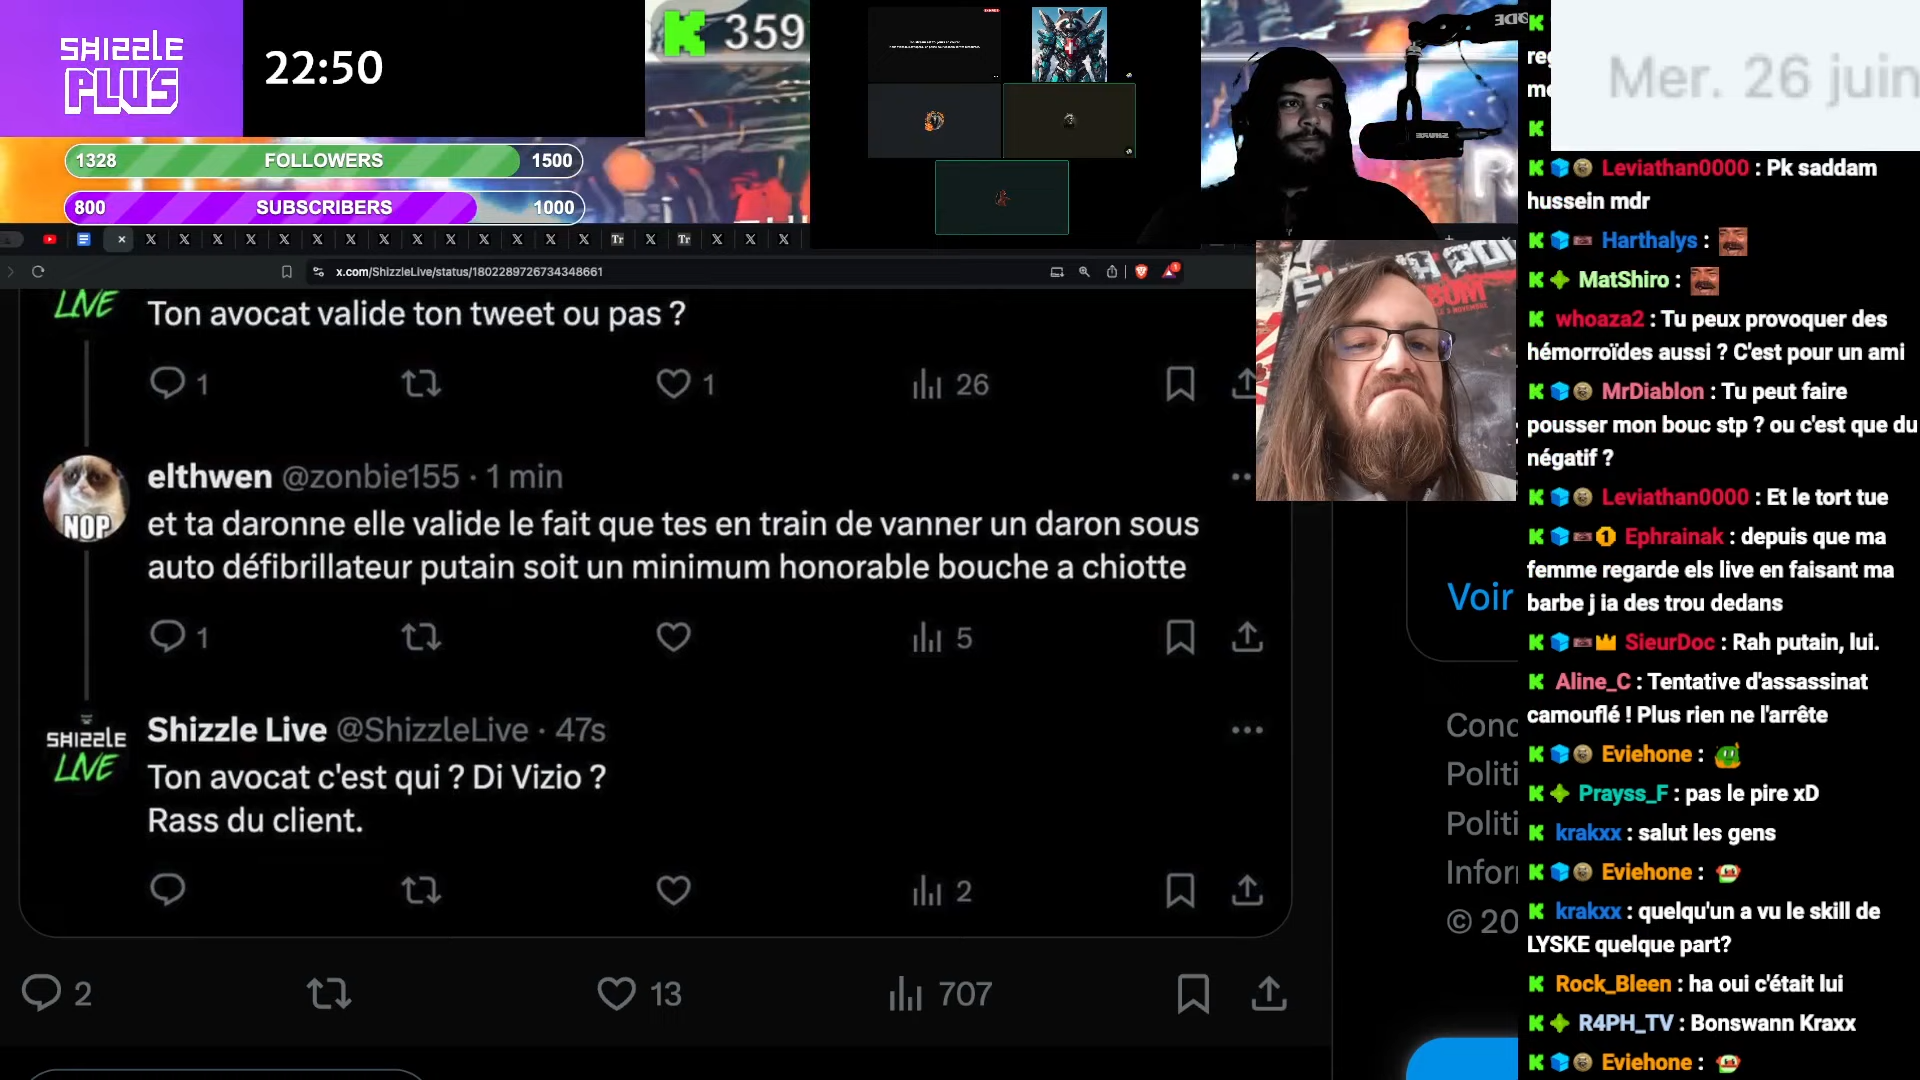 SHIZZLE
PLUS
22:50
359
1328 FOLLOWERS 1500
800 SUBSCRIBERS 1000
Mer. 26 juin
x.com/ShizzleLive/status/1802289726734348661
LIVE
Ton avocat valide ton tweet ou pas ?
1
1
26
elthwen @zonbie155 · 1 min
NOP
et ta daronne elle valide le fait que tes en train de vanner un daron sous
auto défibrillateur putain soit un minimum honorable bouche a chiotte
1
5
SHIZZLE
LIVE
Shizzle Live @ShizzleLive · 47s
Ton avocat c'est qui ? Di Vizio ?
Rass du client.
2
2
13
707
Voir
Cond
Politi
Politi
Infor
© 20
Leviathan0000 : Pk saddam
hussein mdr
Harthalys :
MatShiro :
whoaza2 : Tu peux provoquer des
hémorroïdes aussi ? C'est pour un ami
MrDiablon : Tu peut faire
pousser mon bouc stp ? ou c'est que du
négatif ?
Leviathan0000 : Et le tort tue
Ephrainak : depuis que ma
femme regarde els live en faisant ma
barbe j ia des trou dedans
SieurDoc : Rah putain, lui.
Aline_C : Tentative d'assassinat
camouflé ! Plus rien ne l'arrête
Eviehone :
Prayss_F : pas le pire xD
krakxx : salut les gens
Eviehone :
krakxx : quelqu'un a vu le skill de
LYSKE quelque part?
Rock_Bleen : ha oui c'était lui
R4PH_TV : Bonswann Kraxx
Eviehone :